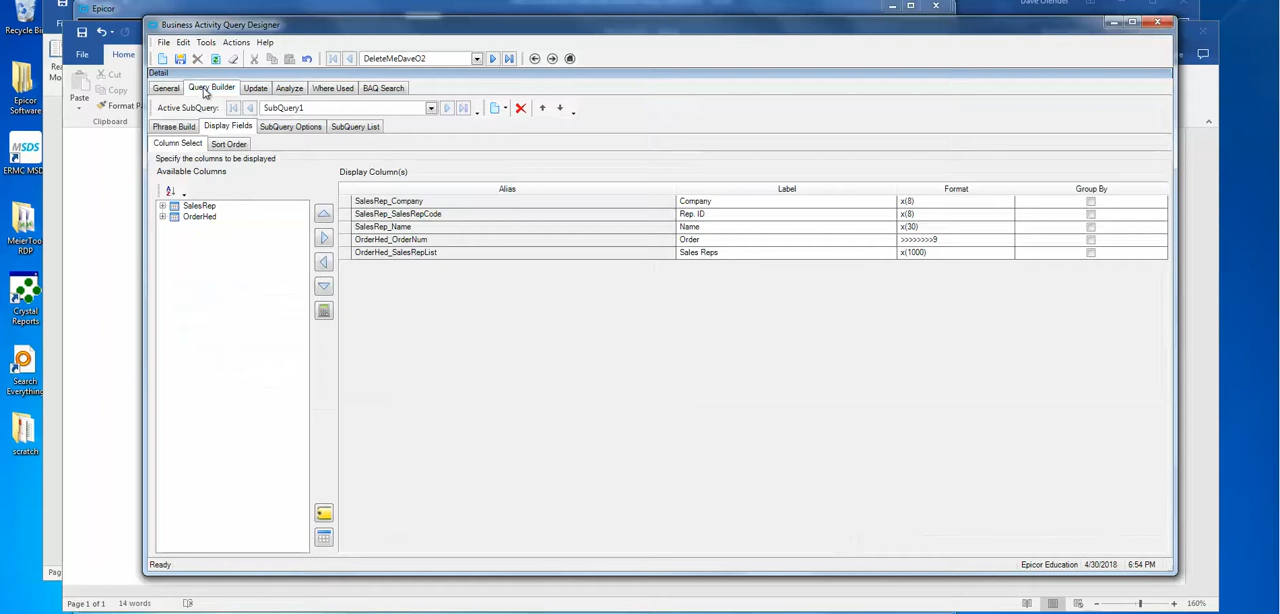 Recycle Bin
Epicor
Software
MSDS
ERMC MSD
MeierToo
RDP
Crystal
Reports
Search
Everything
scratch
Epicor
Dave Olender
File
Home
Paste
Cut
Copy
Format P
Clipboard
Business Activity Query Designer
File Edit Tools Actions Help
DeleteMeDaveO2
Detail
General Query Builder Update Analyze Where Used BAQ Search
Active SubQuery: SubQuery1
Phrase Build Display Fields SubQuery Options SubQuery List
Column Select Sort Order
Specify the columns to be displayed
Available Columns
Display Column(s)
SalesRep
OrderHed
Alias Label Format Group By
SalesRep_Company Company x(8)
SalesRep_SalesRepCode Rep. ID x(8)
SalesRep_Name Name x(30)
OrderHed_OrderNum Order >>>>>>>>9
OrderHed_SalesRepList Sales Reps x(1000)
Ready Epicor Education 4/30/2018 6:54 PM
Page 1 of 1 14 words 160%